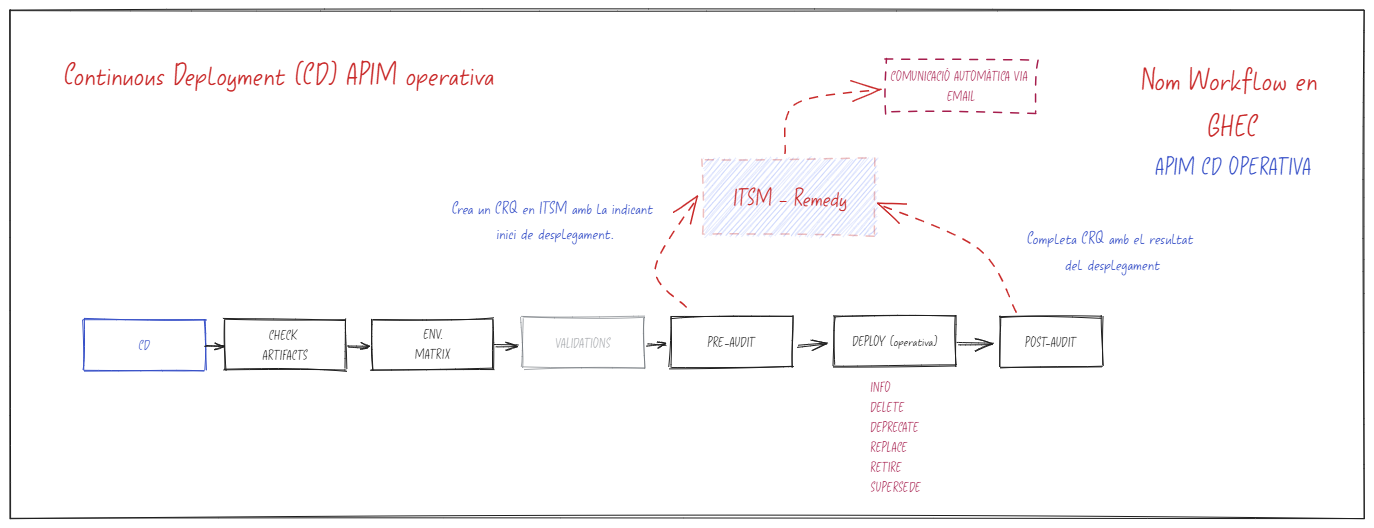 Continuous Deployment (CD) APIM operativa
COMUNICACIÓ AUTOMÀTICA VIA
EMAIL
Nom Workflow en
GHEC
APIM CD OPERATIVA
ITSM - Remedy
Crea un CRQ en ITSM amb la indicant
inici de desplegament.
Completa CRQ amb el resultat
del desplegament
CD
CHECK
ARTIFACTS
ENV.
MATRIX
VALIDATIONS
PRE-AUDIT
DEPLOY (operativa)
POST-AUDIT
INFO
DELETE
DEPRECATE
REPLACE
RETIRE
SUPERSEDE